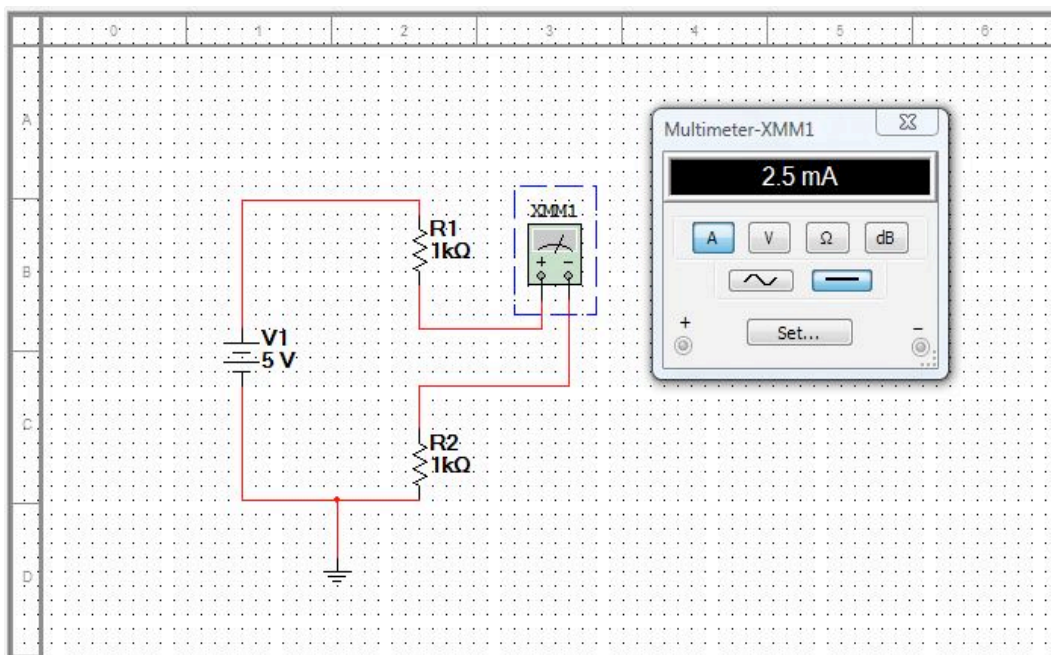 0 1 2 3 4 5 6
A
Multimeter-XMM1
2.5 mA
XMM1
R1
1kΩ
A V Ω dB
B
+ −
Set...
+ −
V1
5 V
C
R2
1kΩ
D